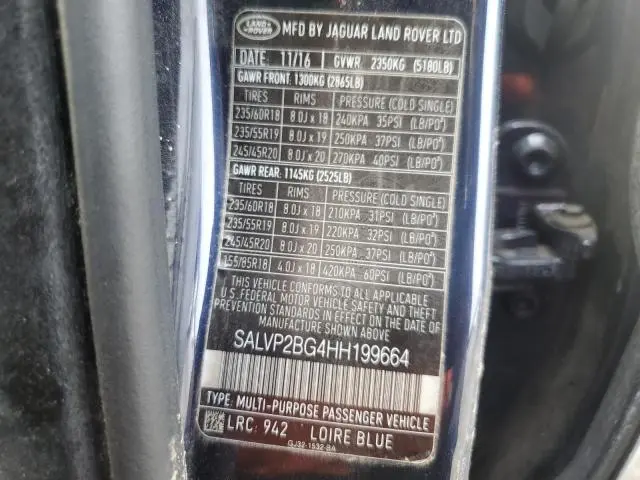 LAND ROVER
MFD BY JAGUAR LAND ROVER LTD
DATE 11/16 GVWR 2350KG (5180LB)
GAWR FRONT: 1300KG (2865LB)
TIRES RIMS PRESSURE (COLD SINGLE)
235/60R18 8.0J x 18 240KPA 35PSI (LB/PO²)
235/55R19 8.0J x 19 250KPA 37PSI (LB/PO²)
245/45R20 8.0J x 20 270KPA 40PSI (LB/PO²)
GAWR REAR: 1145KG (2525LB)
TIRES RIMS PRESSURE (COLD SINGLE)
235/60R18 8.0J x 18 210KPA 31PSI (LB/PO²)
235/55R19 8.0J x 19 220KPA 32PSI (LB/PO²)
245/45R20 8.0J x 20 250KPA 37PSI (LB/PO²)
155/85R18 4.0J x 18 420KPA 60PSI (LB/PO²)
THIS VEHICLE CONFORMS TO ALL APPLICABLE
U.S. FEDERAL MOTOR VEHICLE SAFETY AND THEFT
PREVENTION STANDARDS IN EFFECT ON THE DATE
OF MANUFACTURE SHOWN ABOVE
SALVP2BG4HH199664
TYPE: MULTI-PURPOSE PASSENGER VEHICLE
LRC: 942 LOIRE BLUE
GJ32-1532-BA